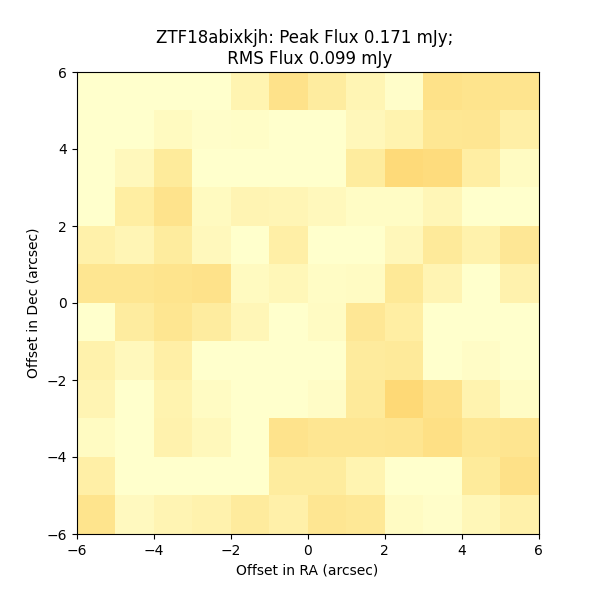 ZTF18abixkjh: Peak Flux 0.171 mJy;
RMS Flux 0.099 mJy
6
4
2
0
−2
−4
−6
Offset in Dec (arcsec)
−6 −4 −2 0 2 4 6
Offset in RA (arcsec)